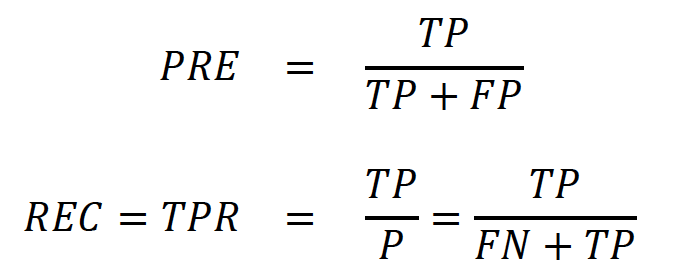 PRE = TP / TP + FP
REC = TPR = TP / P = TP / FN + TP